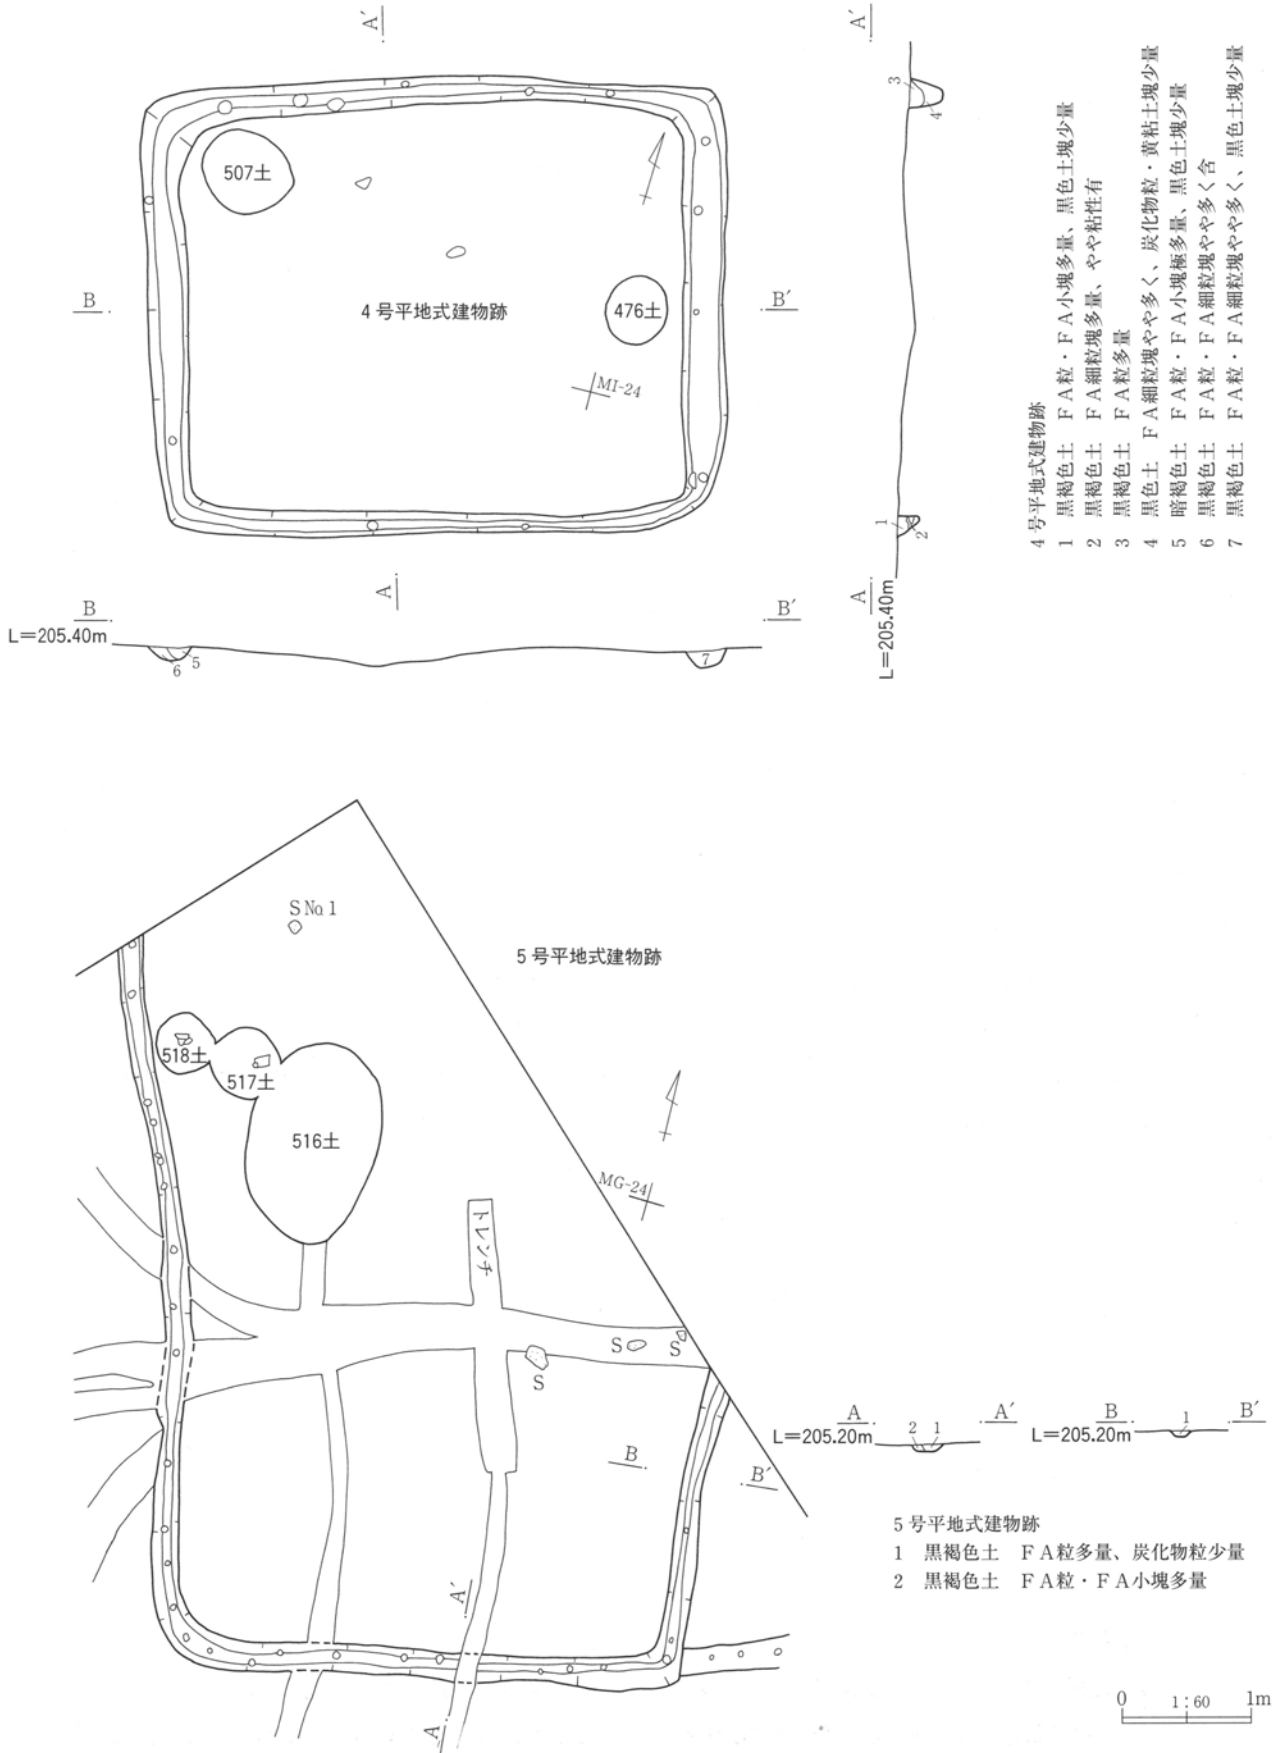 A′
A′
507土
4号平地式建物跡
476土
B
B′
MI-24
3
4
1
2
A
L=205.40m
4号平地式建物跡
1 黒褐色土 FA粒・FA小塊多量、黒色土塊少量
2 黒褐色土 FA細粒塊多量、やや粘性有
3 黒褐色土 FA粒多量
4 黒色土 FA細粒塊やや多く、炭化物粒・黄粘土塊少量
5 暗褐色土 FA粒・FA小塊極多量、黒色土塊少量
6 黒褐色土 FA粒・FA細粒塊やや多く含
7 黒褐色土 FA粒・FA細粒塊やや多く、黒色土塊少量
A
B
B′
L=205.40m
6 5
7
S No.1
5号平地式建物跡
518土
517土
516土
MG-24
トレンチ
S
S
S
B
B′
A′
A
A
A′
L=205.20m
2 1
B
B′
L=205.20m
1
5号平地式建物跡
1 黒褐色土 FA粒多量、炭化物粒少量
2 黒褐色土 FA粒・FA小塊多量
0 1:60 1m